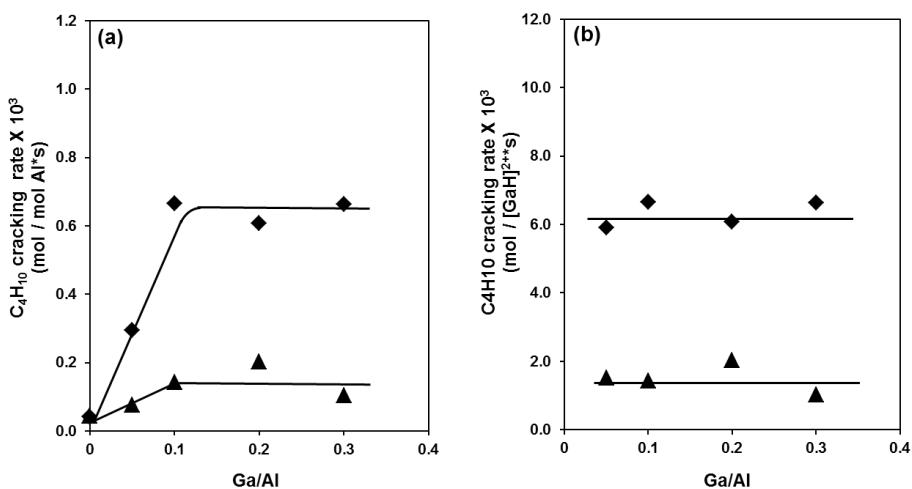 (a)
C₄H₁₀ cracking rate X 10³
(mol / mol Al*s)
1.2
1.0
0.8
0.6
0.4
0.2
0.0
0 0.1 0.2 0.3 0.4
Ga/Al
(b)
C4H10 cracking rate X 10³
(mol / [GaH]²⁺*s)
12.0
10.0
8.0
6.0
4.0
2.0
0.0
0 0.1 0.2 0.3 0.4
Ga/Al